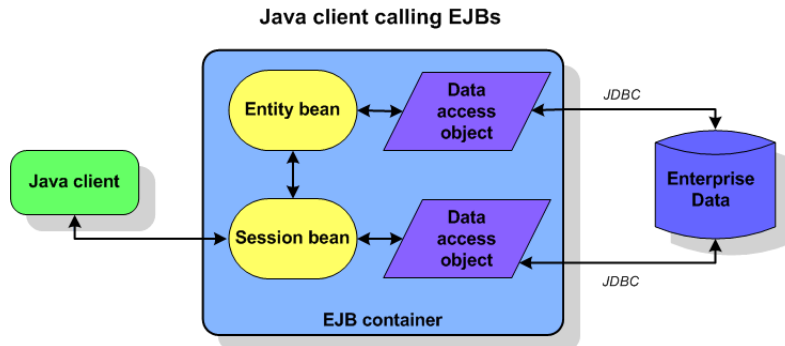 Java client calling EJBs
Entity bean
Data
access
object
JDBC
Java client
Enterprise
Data
Session bean
Data
access
object
JDBC
EJB container